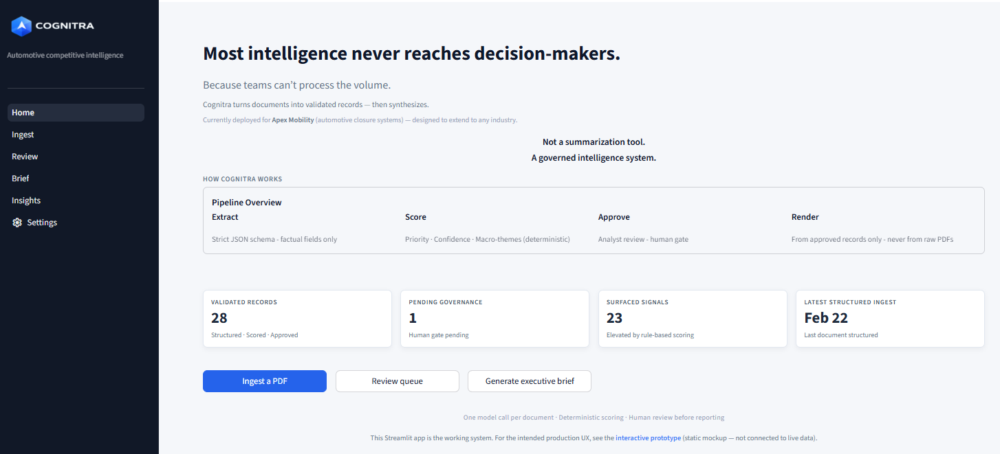 COGNITRA
Automotive competitive intelligence
Home
Ingest
Review
Brief
Insights
Settings
Most intelligence never reaches decision-makers.
Because teams can’t process the volume.
Cognitra turns documents into validated records — then synthesizes.
Currently deployed for Apex Mobility (automotive closure systems) — designed to extend to any industry.
Not a summarization tool.
A governed intelligence system.
HOW COGNITRA WORKS
Pipeline Overview
Extract
Strict JSON schema - factual fields only
Score
Priority · Confidence · Macro-themes (deterministic)
Approve
Analyst review - human gate
Render
From approved records only - never from raw PDFs
VALIDATED RECORDS
28
Structured · Scored · Approved
PENDING GOVERNANCE
1
Human gate pending
SURFACED SIGNALS
23
Elevated by rule-based scoring
LATEST STRUCTURED INGEST
Feb 22
Last document structured
Ingest a PDF
Review queue
Generate executive brief
One model call per document · Deterministic scoring · Human review before reporting
This Streamlit app is the working system. For the intended production UX, see the interactive prototype (static mockup — not connected to live data).